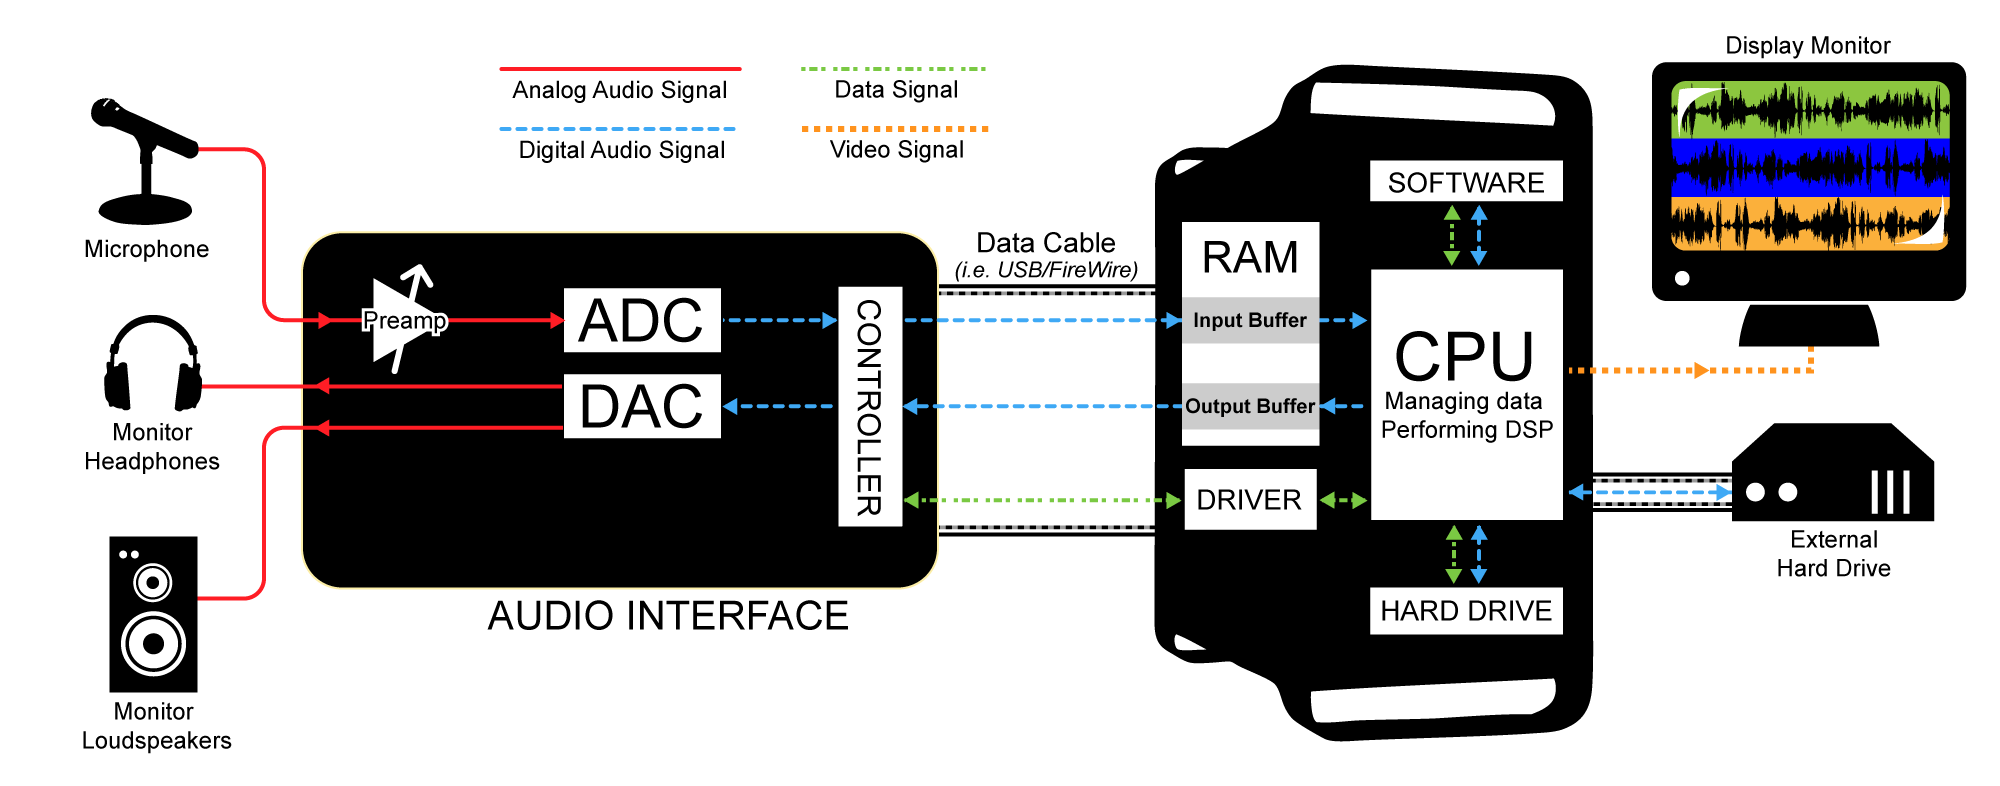 Display Monitor
Analog Audio Signal
Data Signal
Digital Audio Signal
Video Signal
Microphone
Monitor
Headphones
Monitor
Loudspeakers
Preamp
ADC
DAC
CONTROLLER
AUDIO INTERFACE
Data Cable
(i.e. USB/FireWire)
RAM
Input Buffer
Output Buffer
DRIVER
SOFTWARE
CPU
Managing data
Performing DSP
HARD DRIVE
External
Hard Drive